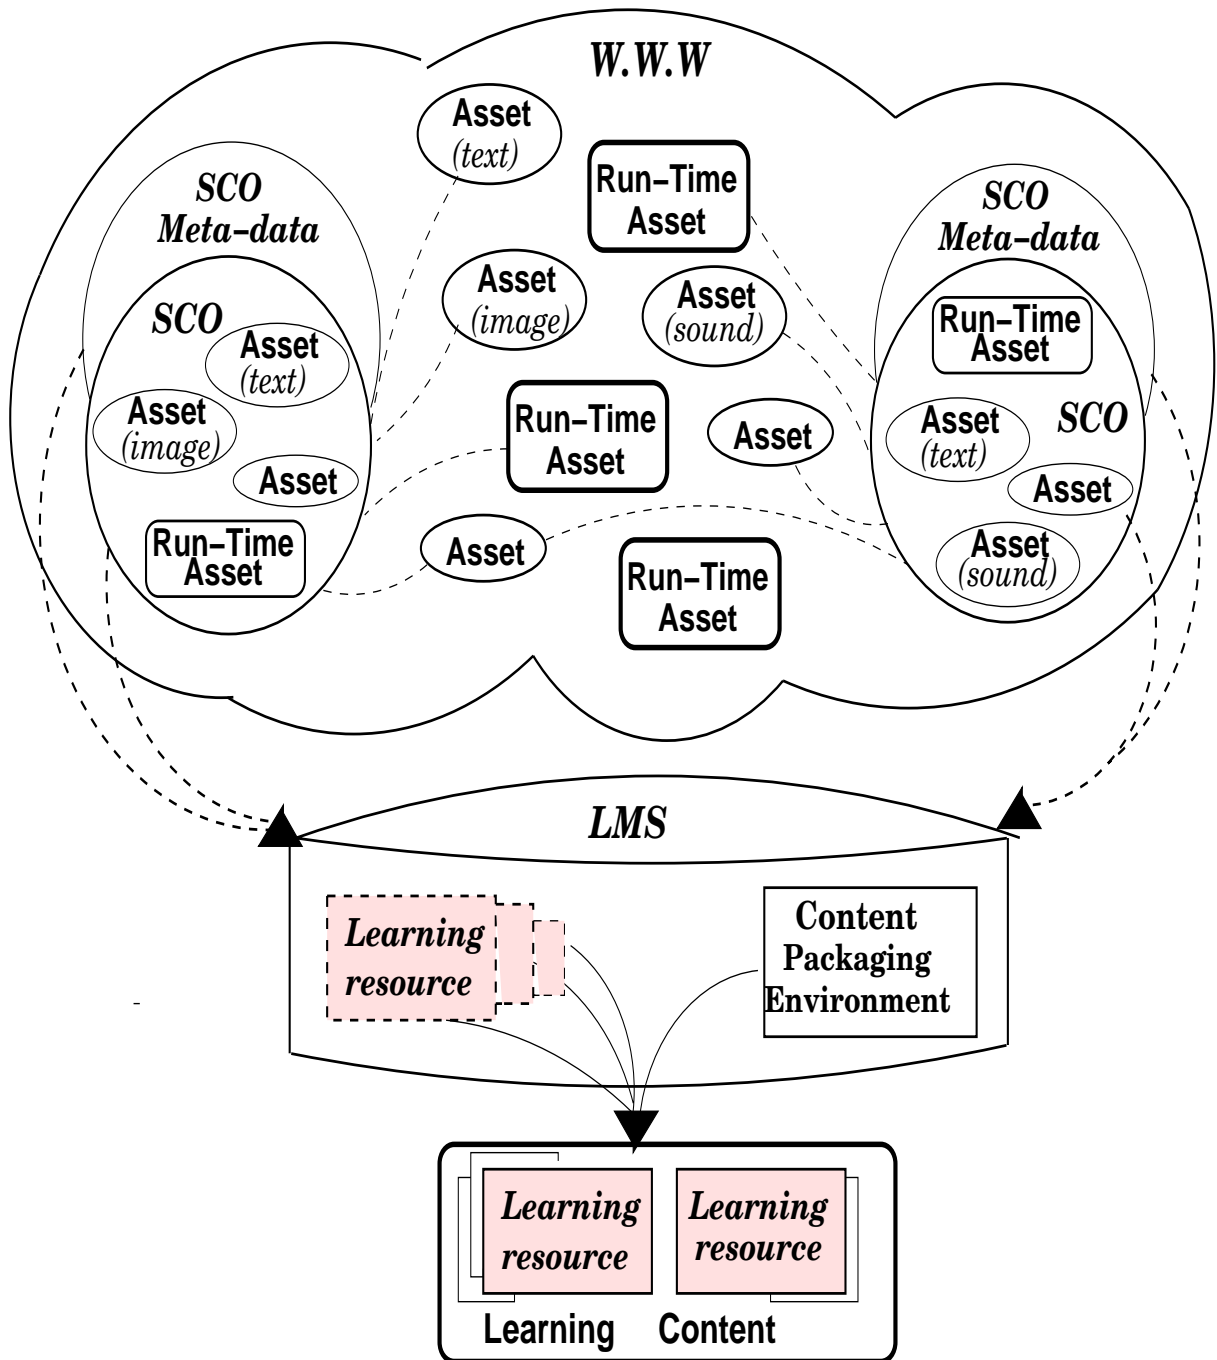 W.W.W
Asset
(text)
Run-Time
Asset
SCO
Meta-data
SCO
Asset
(text)
Asset
(image)
Asset
Run-Time
Asset
Asset
(image)
Asset
(sound)
Run-Time
Asset
Asset
Asset
Run-Time
Asset
SCO
Meta-data
Run-Time
Asset
SCO
Asset
(text)
Asset
Asset
(sound)
LMS
Learning
resource
Content
Packaging
Environment
Learning
resource
Learning
resource
Learning Content